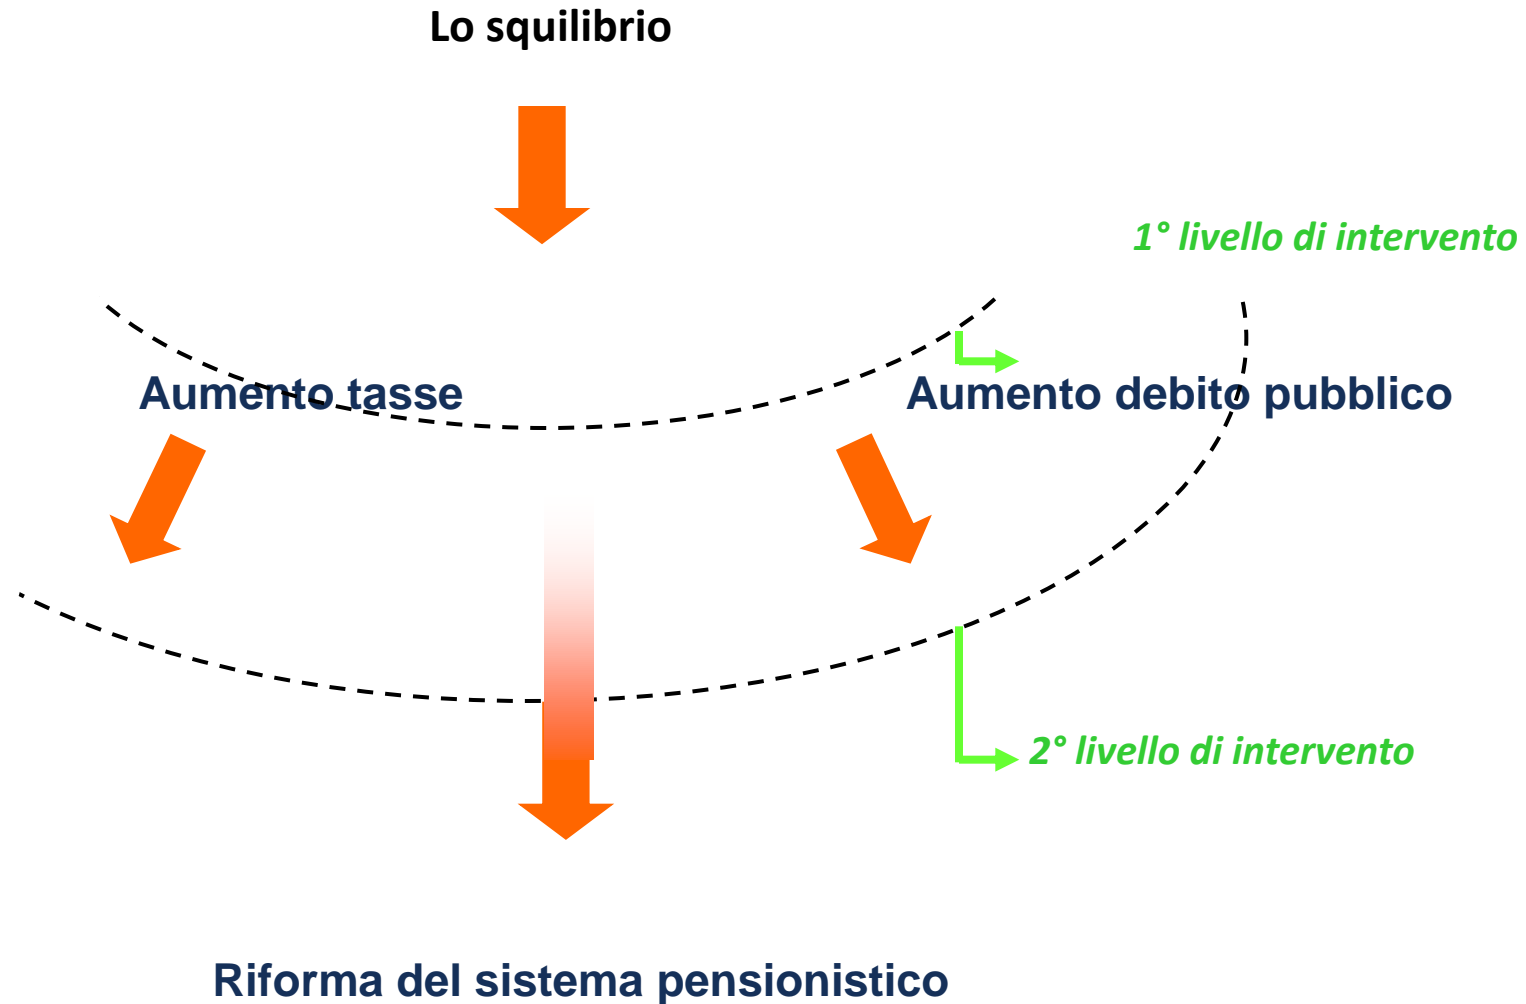 Lo squilibrio
1° livello di intervento
Aumento tasse
Aumento debito pubblico
2° livello di intervento
Riforma del sistema pensionistico